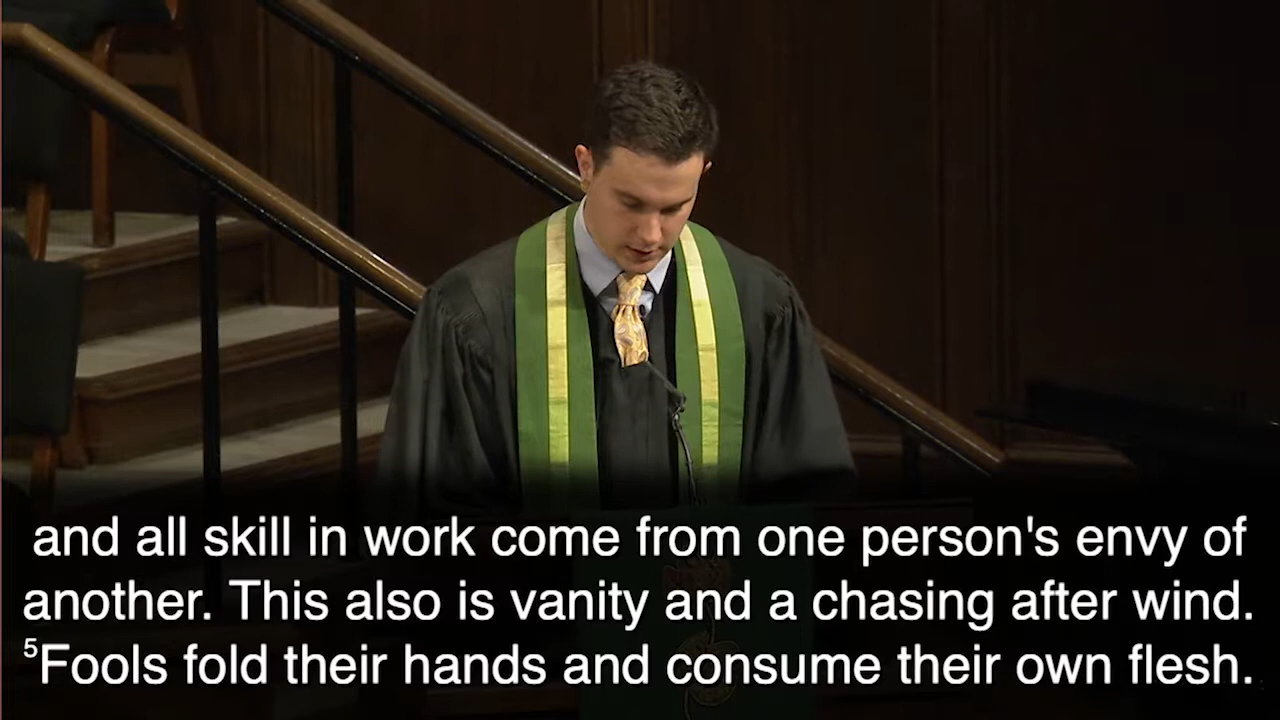 and all skill in work come from one person's envy of
another. This also is vanity and a chasing after wind.
⁵Fools fold their hands and consume their own flesh.